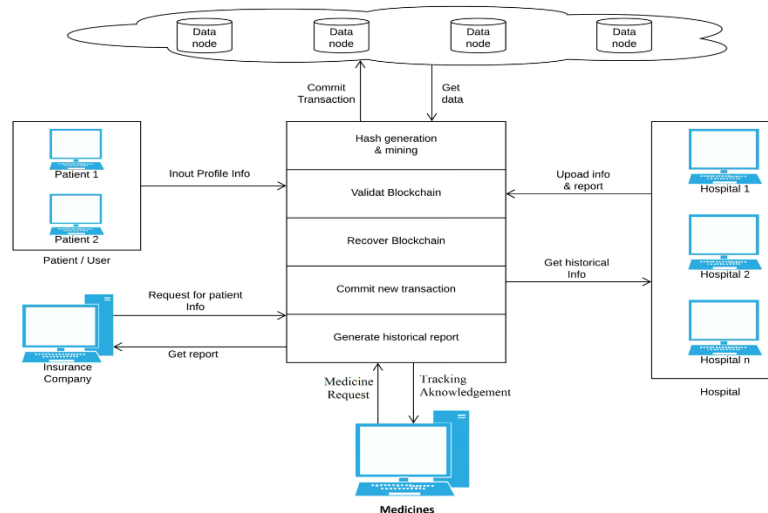 Data
node
Data
node
Data
node
Data
node
Commit
Transaction
Get
data
Patient 1
Patient 2
Patient / User
Inout Profile Info
Hash generation
& mining
Validat Blockchain
Recover Blockchain
Commit new transaction
Generate historical report
Upoad info
& report
Get historical
Info
Hospital 1
Hospital 2
Hospital n
Hospital
Request for patient
Info
Get report
Insurance
Company
Medicine
Request
Tracking
Aknowledgement
Medicines